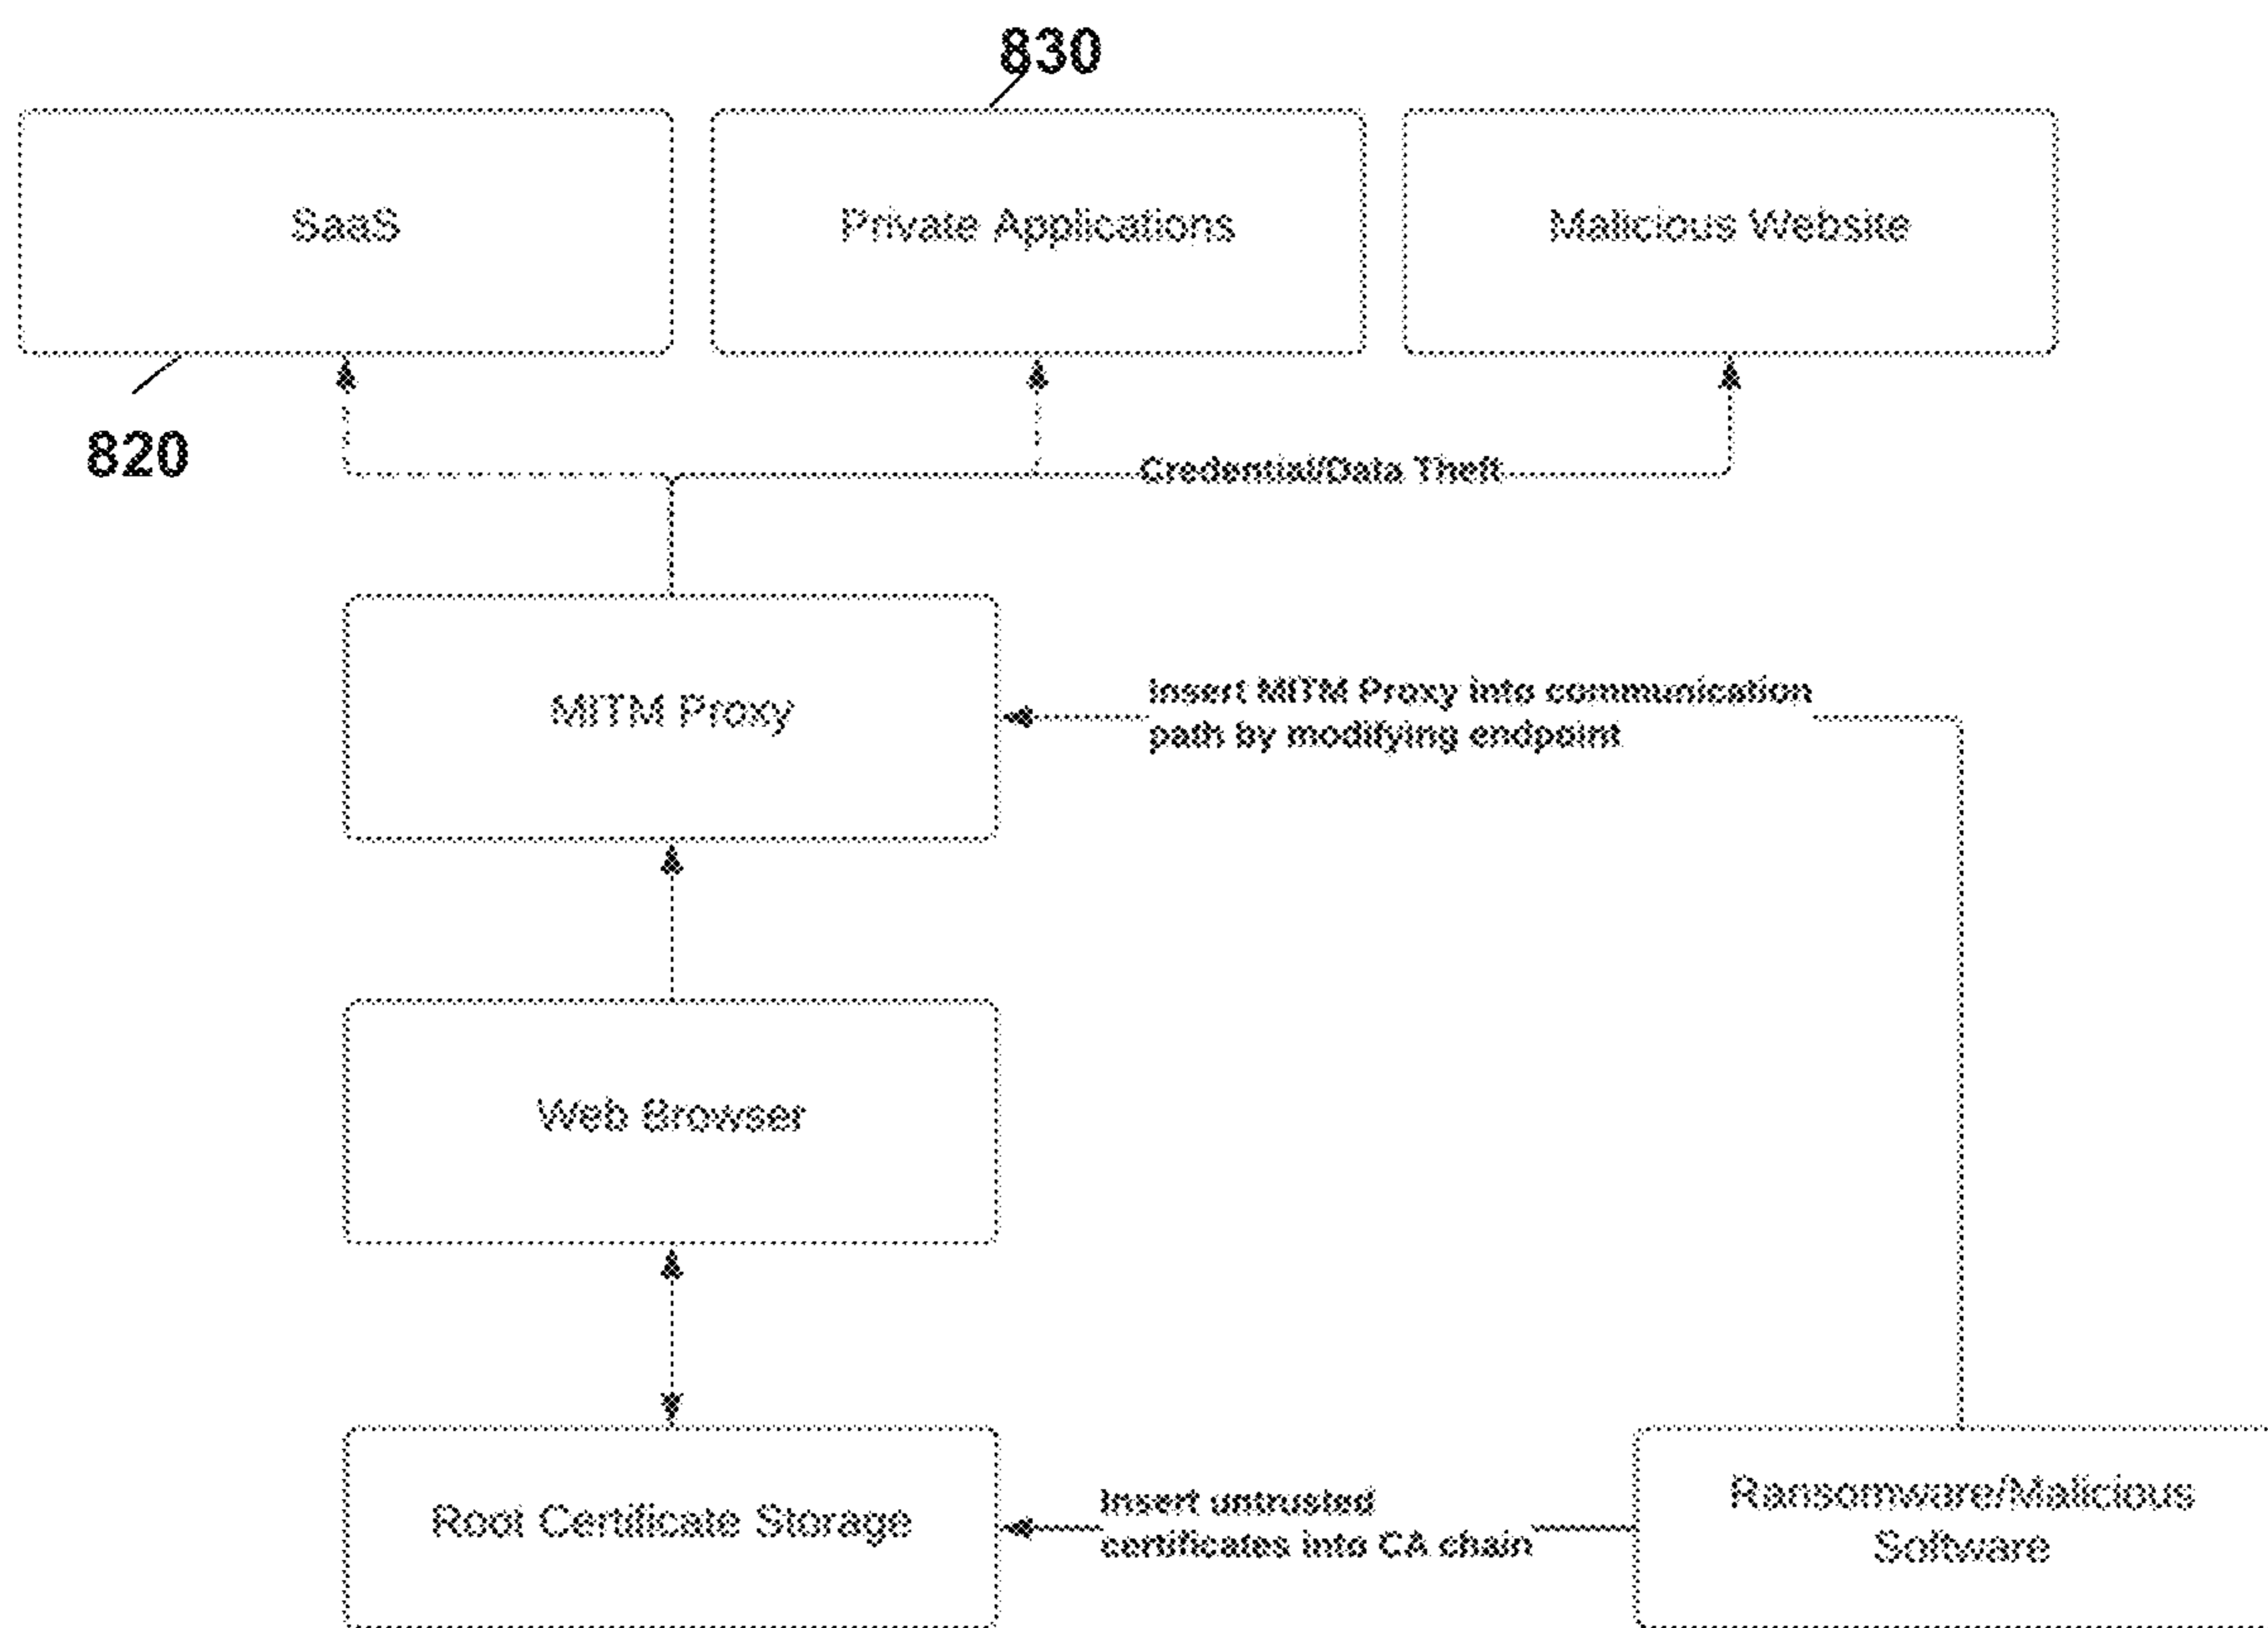 830
SaaS
Private Applications
Malicious Website
820
Credential/Data Theft
MITM Proxy
Insert MITM Proxy into communication
path by modifying endpoint
Web Browser
Root Certificate Storage
Insert untrusted
certificates into CA chain
Ransomware/Malicious
Software